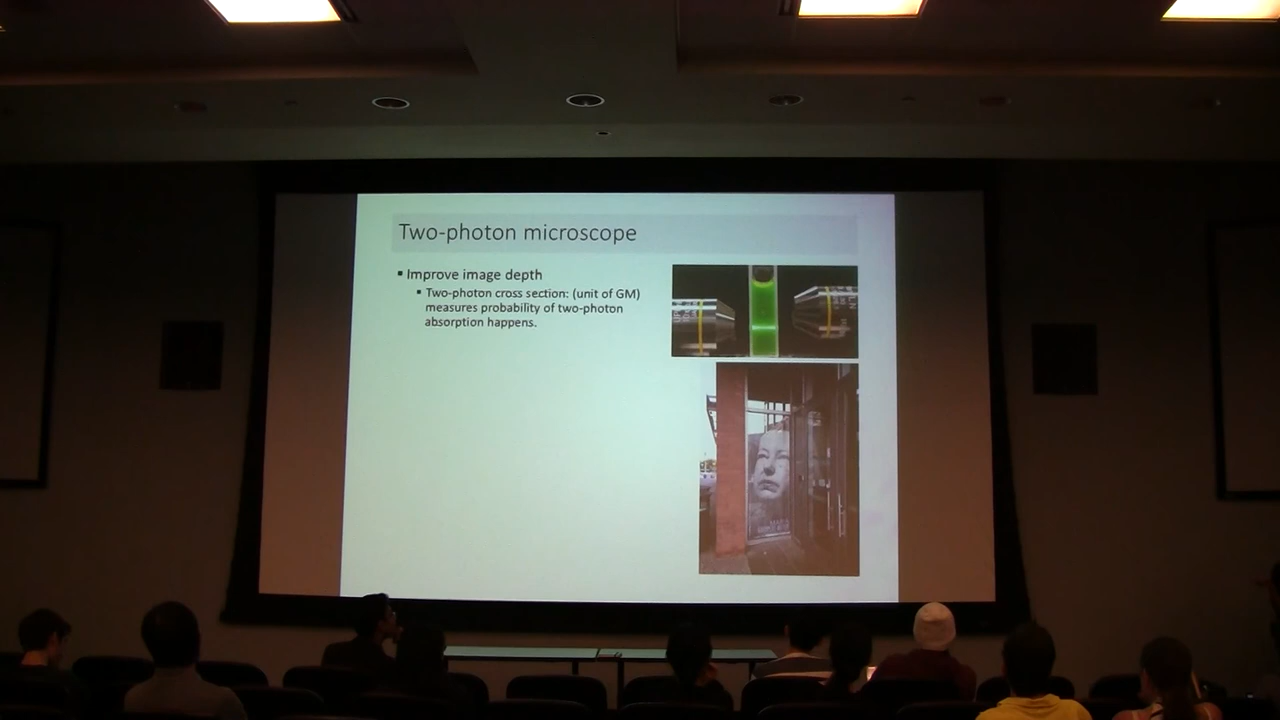 Two-photon microscope
▪ Improve image depth
▪ Two-photon cross section: (unit of GM)
measures probability of two-photon
absorption happens.